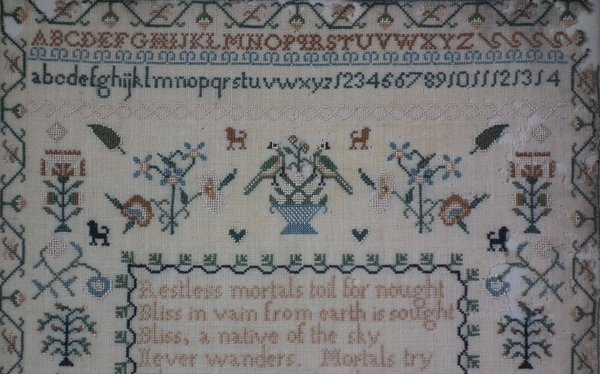 ABCDEFGHIJKLMNOPQRSTUVWXYZ
abcdefghijklmnopqrstuvwxyz1234567891011121314
Restless mortals toil for nought
Bliss in vain from earth is sought
Bliss, a native of the sky
Never wanders. Mortals try